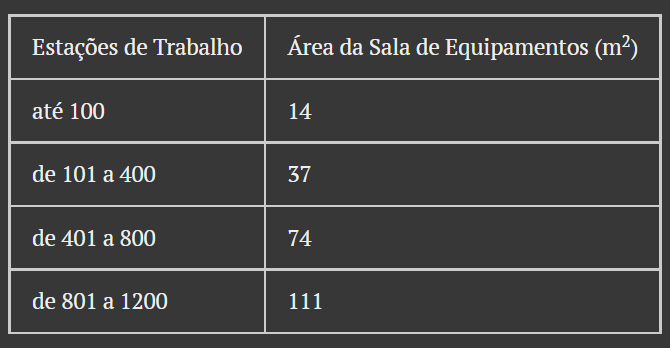 Estações de Trabalho Área da Sala de Equipamentos (m²)
até 100 14
de 101 a 400 37
de 401 a 800 74
de 801 a 1200 111